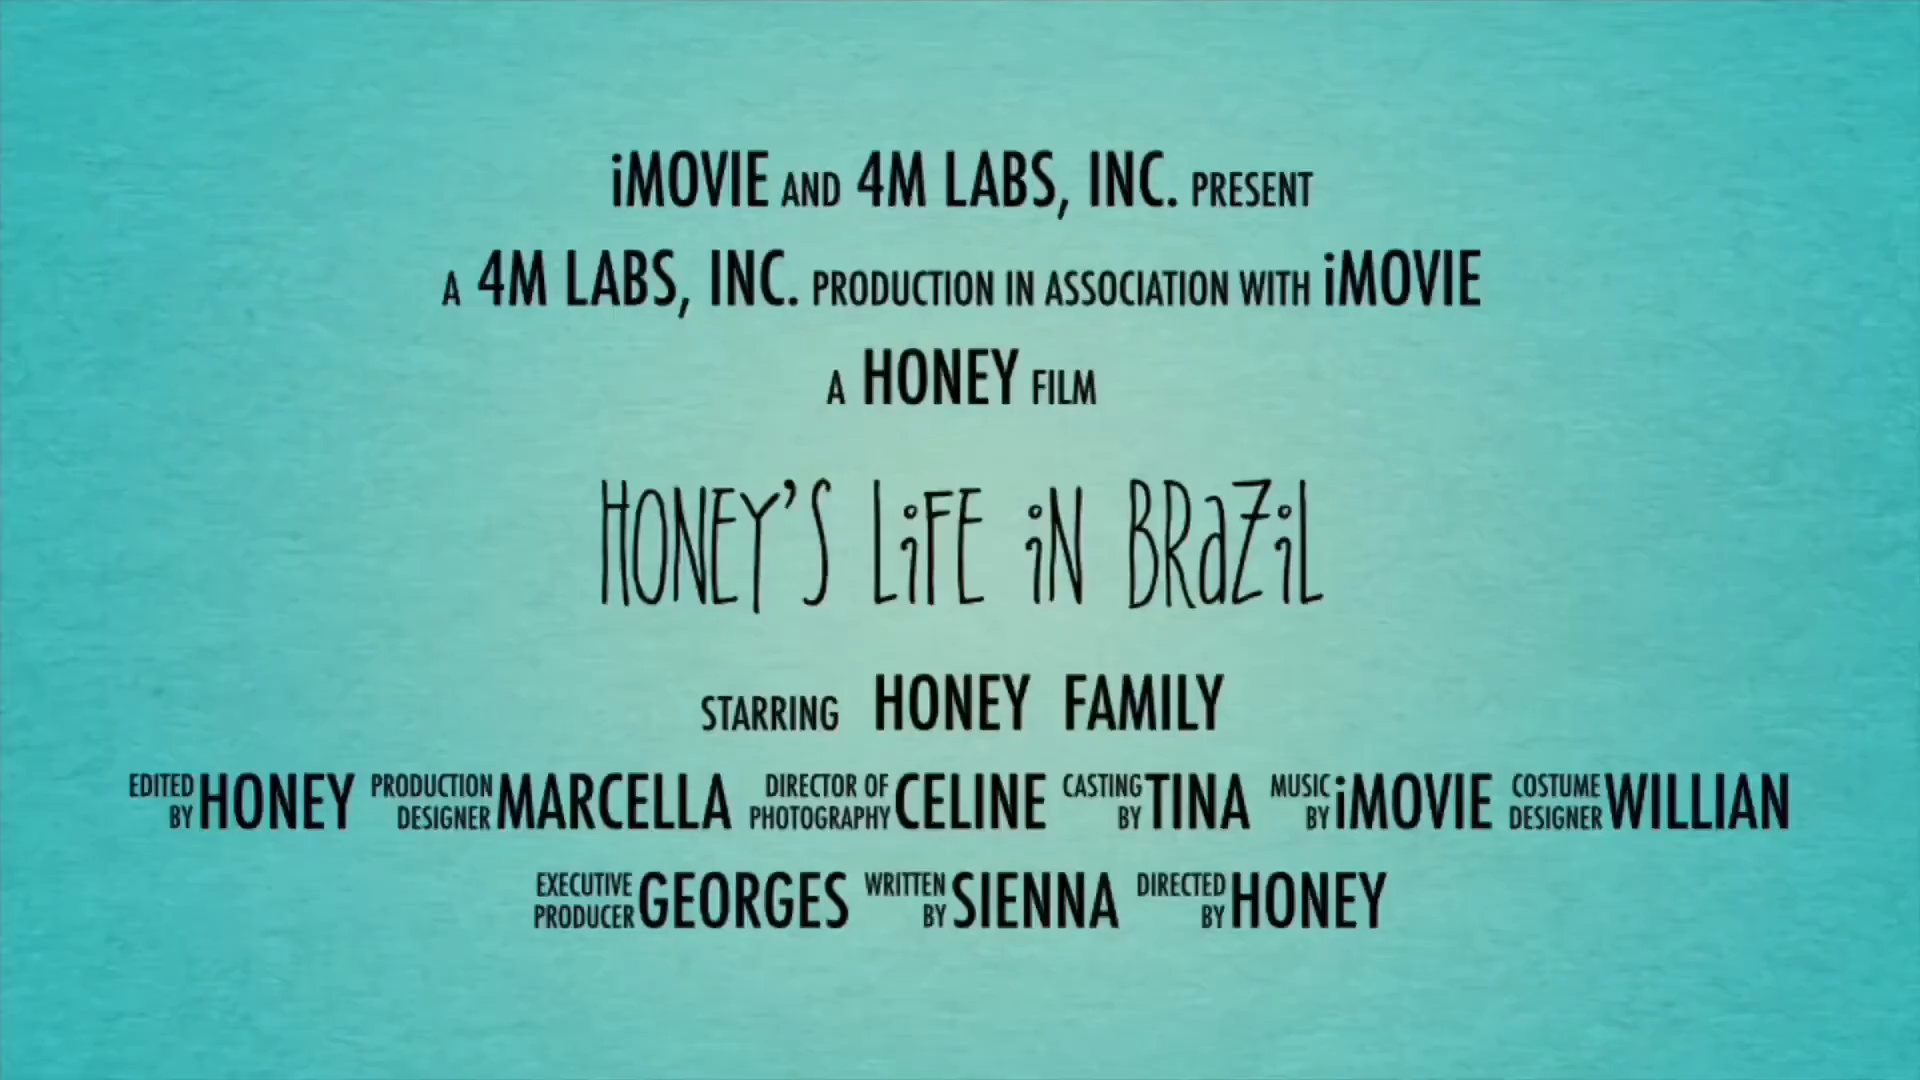 iMOVIE AND 4M LABS, INC. PRESENT
A 4M LABS, INC. PRODUCTION IN ASSOCIATION WITH iMOVIE
A HONEY FILM
HONEY'S LiFE iN BRaZiL
STARRING HONEY FAMILY
EDITED BY HONEY PRODUCTION DESIGNER MARCELLA DIRECTOR OF PHOTOGRAPHY CELINE CASTING BY TINA MUSIC BY iMOVIE COSTUME DESIGNER WILLIAN
EXECUTIVE PRODUCER GEORGES WRITTEN BY SIENNA DIRECTED BY HONEY